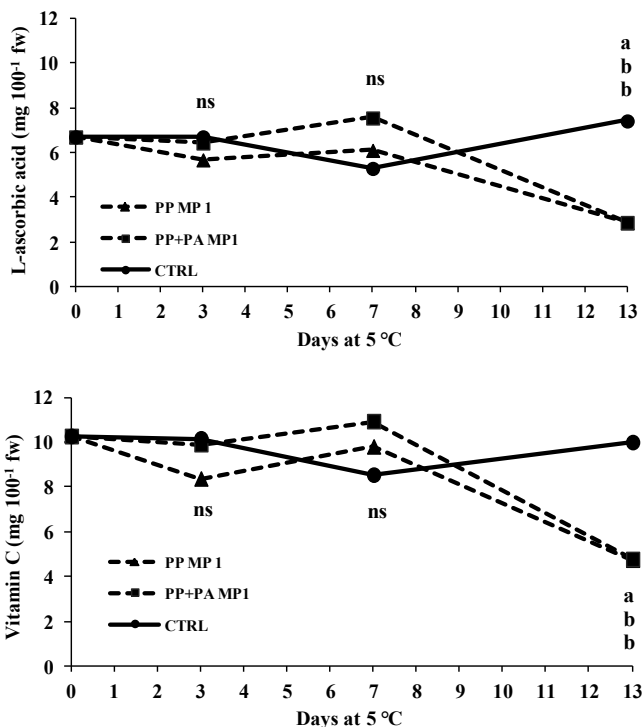 12
10
8
6
4
2
0
L-ascorbic acid (mg 100⁻¹ fw)
ns
ns
a
b
b
PP MP 1
PP+PA MP1
CTRL
0 1 2 3 4 5 6 7 8 9 10 11 12 13
Days at 5 °C
12
10
8
6
4
2
0
Vitamin C (mg 100⁻¹ fw)
ns
ns
PP MP 1
PP+PA MP1
CTRL
a
b
b
0 1 2 3 4 5 6 7 8 9 10 11 12 13
Days at 5 °C